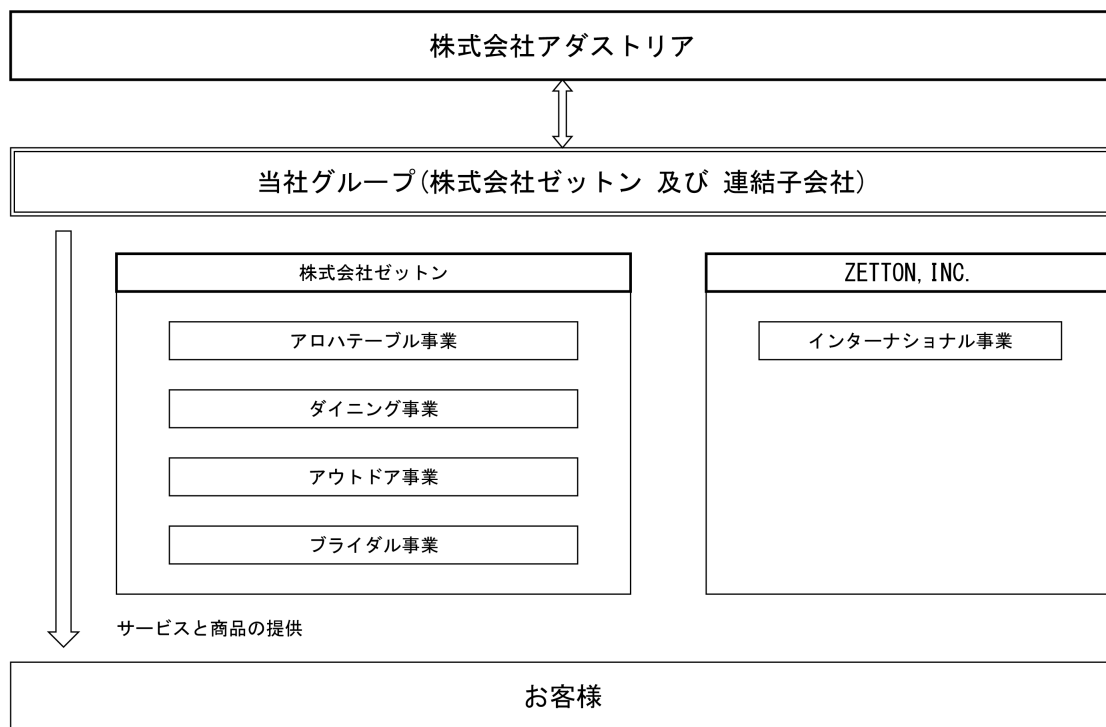 株式会社アダストリア
当社グループ(株式会社ゼットン 及び 連結子会社)
株式会社ゼットン
アロハテーブル事業
ダイニング事業
アウトドア事業
ブライダル事業
ZETTON, INC.
インターナショナル事業
サービスと商品の提供
お客様